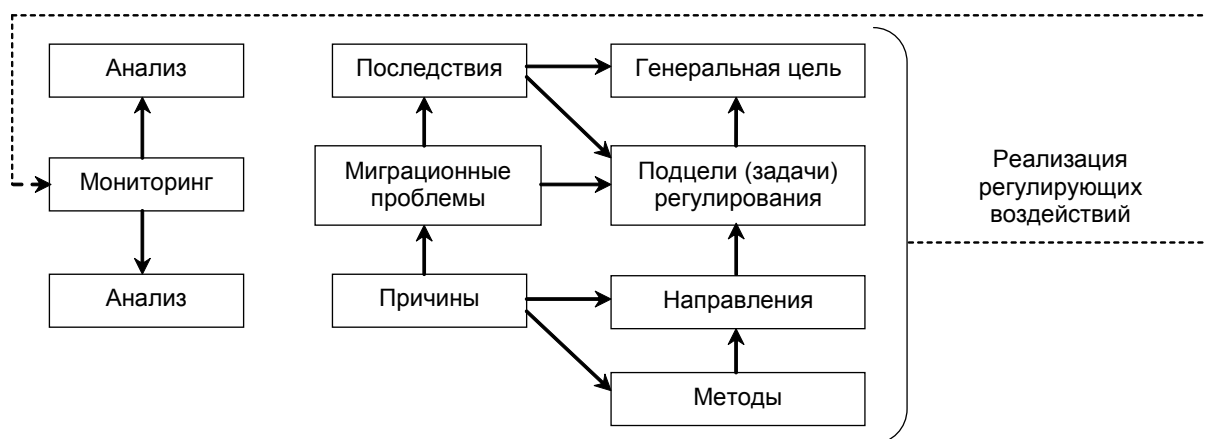 Анализ
Последствия
Генеральная цель
Мониторинг
Миграционные
проблемы
Подцели (задачи)
регулирования
Реализация
регулирующих
воздействий
Анализ
Причины
Направления
Методы